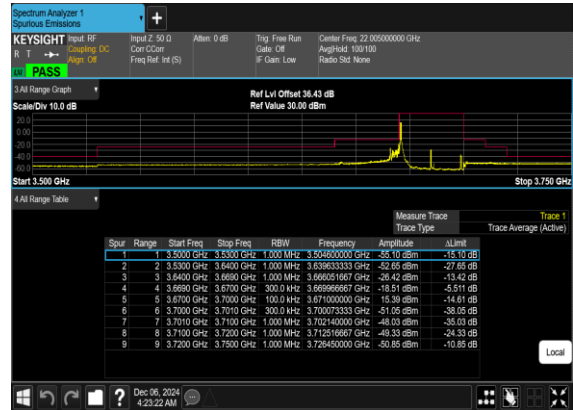 Spectrum Analyzer 1
Spurious Emissions
+
KEYSIGHT Input: RF Input Z: 50 Ω Atten: 0 dB Trig: Free Run Center Freq: 22.005000000 GHz
R T Coupling: DC Corr CCorr Gate: Off Avg|Hold: 100/100
Align: Off Freq Ref: Int (S) IF Gain: Low Radio Std: None
PASS
3 All Range Graph
Ref Lvl Offset 36.43 dB
Scale/Div 10.0 dB Ref Value 30.00 dBm
20.0
0.00
-20.0
-40.0
-60.0
Start 3.500 GHz Stop 3.750 GHz
4 All Range Table
Measure Trace Trace 1
Trace Type Trace Average (Active)
Spur Range Start Freq Stop Freq RBW Frequency Amplitude ΔLimit
1 1 3.5000 GHz 3.5300 GHz 1.000 MHz 3.504600000 GHz -55.10 dBm -15.10 dB
2 2 3.5300 GHz 3.6400 GHz 1.000 MHz 3.639633333 GHz -52.65 dBm -27.65 dB
3 3 3.6400 GHz 3.6690 GHz 1.000 MHz 3.666051667 GHz -26.42 dBm -13.42 dB
4 4 3.6690 GHz 3.6700 GHz 300.0 kHz 3.669966667 GHz -18.51 dBm -5.511 dB
5 5 3.6700 GHz 3.7000 GHz 100.0 kHz 3.671000000 GHz 15.39 dBm -14.61 dB
6 6 3.7000 GHz 3.7010 GHz 300.0 kHz 3.700073333 GHz -51.05 dBm -38.05 dB
7 7 3.7010 GHz 3.7100 GHz 1.000 MHz 3.702140000 GHz -48.03 dBm -35.03 dB
8 8 3.7100 GHz 3.7200 GHz 1.000 MHz 3.712516667 GHz -49.33 dBm -24.33 dB
9 9 3.7200 GHz 3.7500 GHz 1.000 MHz 3.726450000 GHz -50.85 dBm -10.85 dB
Local
? Dec 06, 2024
4:23:22 AM